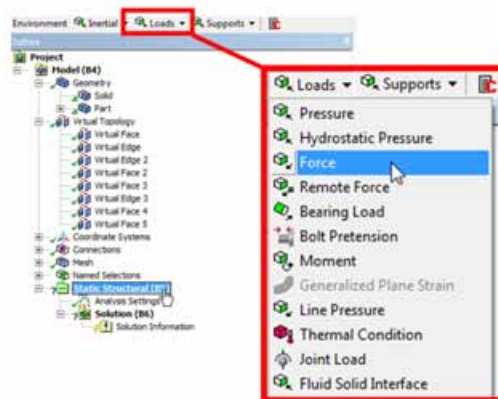 Environment Inertial Loads Supports
Outline
Project
Model (B4)
Geometry
Solid
Part
Virtual Topology
Virtual Face
Virtual Edge
Virtual Edge 2
Virtual Face 2
Virtual Face 3
Virtual Edge 3
Virtual Face 4
Virtual Face 5
Coordinate Systems
Connections
Mesh
Named Selections
Static Structural
Analysis Settings
Solution (B6)
Solution Information
Loads Supports
Pressure
Hydrostatic Pressure
Force
Remote Force
Bearing Load
Bolt Pretension
Moment
Generalized Plane Strain
Line Pressure
Thermal Condition
Joint Load
Fluid Solid Interface